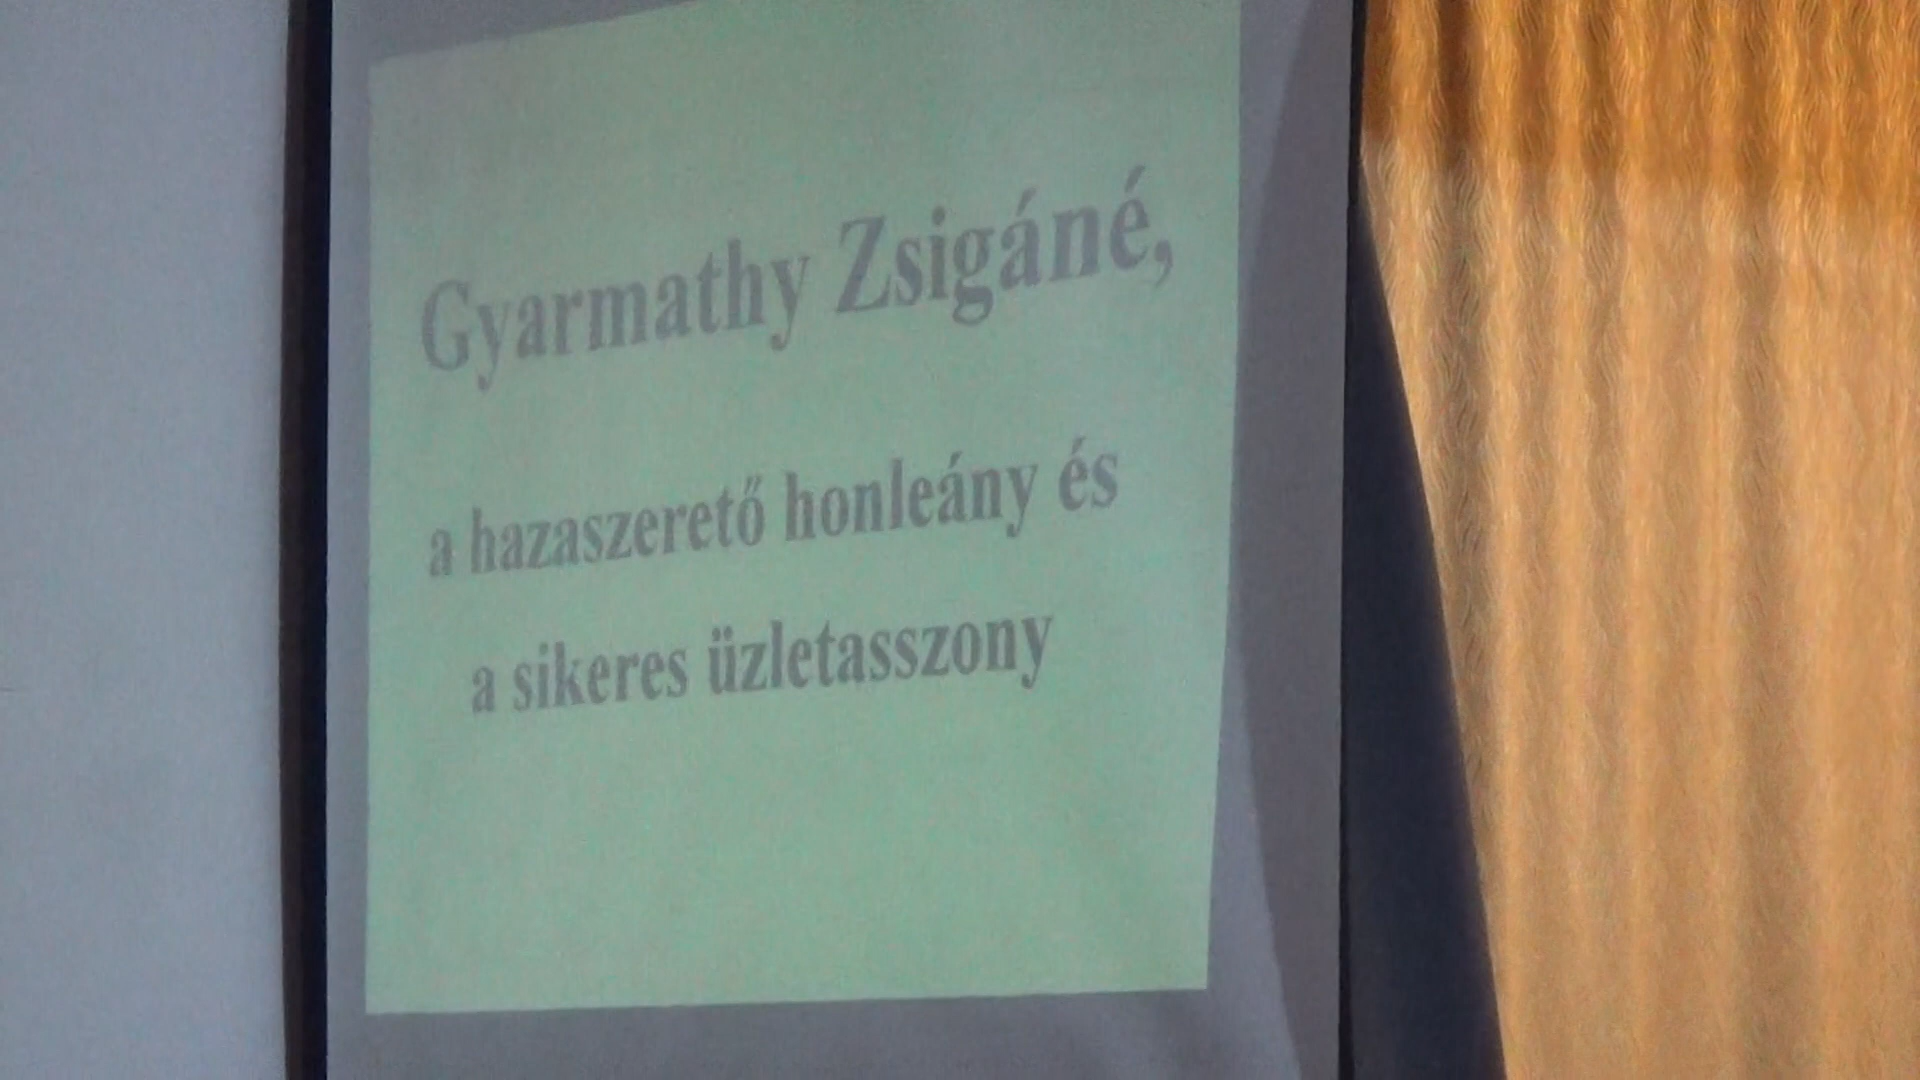 Gyarmathy Zsigáné,
a hazaszerető honleány és
a sikeres üzletasszony